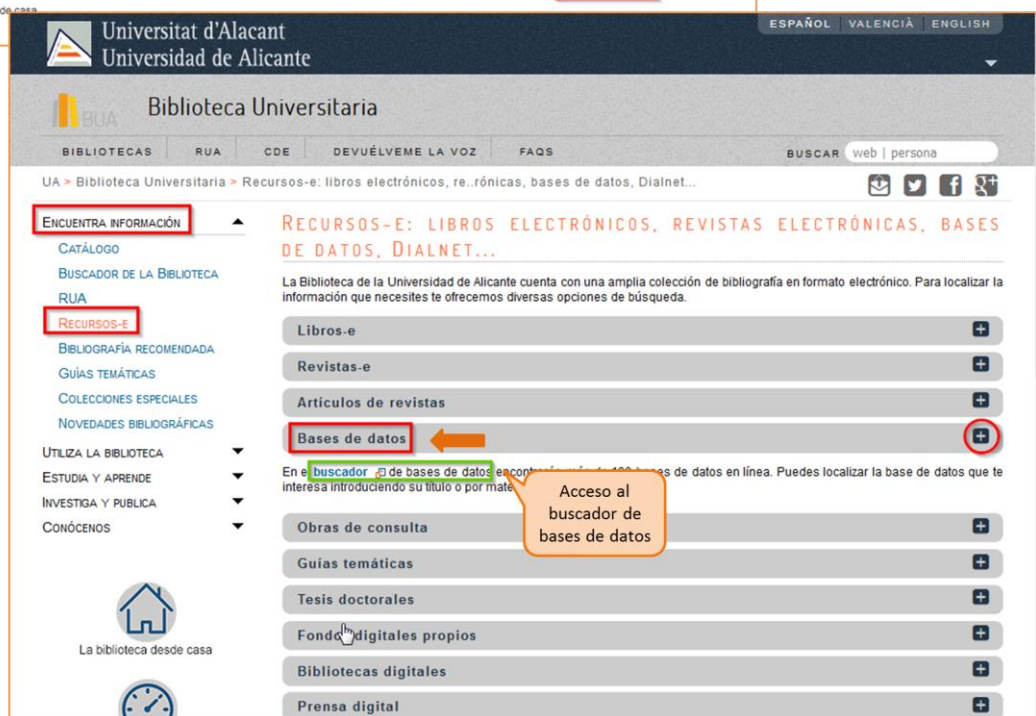 de casa
Universitat d'Alacant
Universidad de Alicante
ESPAÑOL VALENCIÀ ENGLISH
BUA
Biblioteca Universitaria
BIBLIOTECAS RUA CDE DEVUÉLVEME LA VOZ FAQS
BUSCAR web | persona
UA > Biblioteca Universitaria > Recursos-e: libros electrónicos, re..rónicas, bases de datos, Dialnet...
ENCUENTRA INFORMACIÓN
CATÁLOGO
BUSCADOR DE LA BIBLIOTECA
RUA
RECURSOS-E
BIBLIOGRAFÍA RECOMENDADA
GUÍAS TEMÁTICAS
COLECCIONES ESPECIALES
NOVEDADES BIBLIOGRÁFICAS
UTILIZA LA BIBLIOTECA
ESTUDIA Y APRENDE
INVESTIGA Y PUBLICA
CONÓCENOS
La biblioteca desde casa
RECURSOS-E: LIBROS ELECTRÓNICOS, REVISTAS ELECTRÓNICAS, BASES
DE DATOS, DIALNET...
La Biblioteca de la Universidad de Alicante cuenta con una amplia colección de bibliografía en formato electrónico. Para localizar la
información que necesites te ofrecemos diversas opciones de búsqueda.
Libros-e
Revistas-e
Artículos de revistas
Bases de datos
En el buscador de bases de datos de datos en línea. Puedes localizar la base de datos que te
interesa introduciendo su título o por
Acceso al
buscador de
bases de datos
Obras de consulta
Guías temáticas
Tesis doctorales
Fondos digitales propios
Bibliotecas digitales
Prensa digital